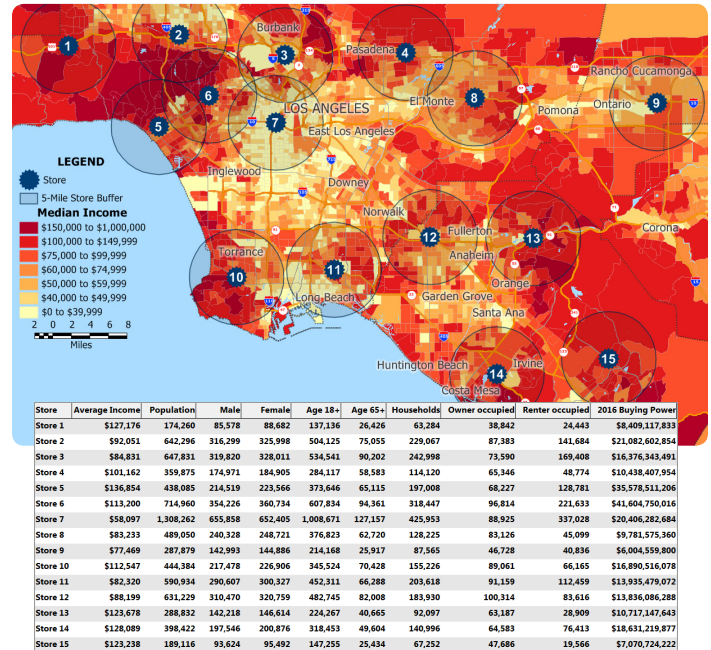 Burbank
Pasadena
Rancho Cucamonga
1
2
3
4
5
6
7
8
9
LOS ANGELES
El Monte
Pomona
Ontario
East Los Angeles
Inglewood
Downey
Norwalk
Fullerton
Corona
Torrance
Anaheim
Orange
10
11
12
13
14
15
Long Beach
Garden Grove
Santa Ana
Huntington Beach
Irvine
Costa Mesa
LEGEND
Store
5-Mile Store Buffer
Median Income
$150,000 to $1,000,000
$100,000 to $149,999
$75,000 to $99,999
$60,000 to $74,999
$50,000 to $59,999
$40,000 to $49,999
$0 to $39,999
2 0 2 4 6 8
Miles
Store Average Income Population Male Female Age 18+ Age 65+ Households Owner occupied Renter occupied 2016 Buying Power
Store 1 $127,176 174,260 85,578 88,682 137,136 26,426 63,284 38,842 24,443 $8,409,117,833
Store 2 $92,051 642,296 316,299 325,998 504,125 75,055 229,067 87,383 141,684 $21,082,602,854
Store 3 $84,831 647,831 319,820 328,011 534,541 90,202 242,998 73,590 169,408 $16,376,343,491
Store 4 $101,162 359,875 174,971 184,905 284,117 58,583 114,120 65,346 48,774 $10,438,407,954
Store 5 $136,854 438,085 214,519 223,566 373,646 65,115 197,008 68,227 128,781 $35,578,511,206
Store 6 $113,200 714,960 354,226 360,734 607,834 94,361 318,447 96,814 221,633 $41,604,750,016
Store 7 $58,097 1,308,262 655,858 652,405 1,008,671 127,157 425,953 88,925 337,028 $20,406,282,684
Store 8 $83,233 489,050 240,328 248,721 376,823 62,720 128,225 83,126 45,099 $9,781,575,360
Store 9 $77,469 287,879 142,993 144,886 214,168 25,917 87,565 46,728 40,836 $6,004,559,800
Store 10 $112,547 444,384 217,478 226,906 345,524 70,428 155,226 89,061 66,165 $16,890,516,078
Store 11 $82,320 590,934 290,607 300,327 452,311 66,288 203,618 91,159 112,459 $13,935,479,072
Store 12 $88,199 631,229 310,470 320,759 482,745 82,008 183,930 100,314 83,616 $13,836,086,288
Store 13 $123,678 288,832 142,218 146,614 224,267 40,665 92,097 63,187 28,909 $10,717,147,643
Store 14 $128,089 398,422 197,546 200,876 318,453 49,604 140,996 64,583 76,413 $18,631,219,877
Store 15 $123,238 189,116 93,624 95,492 147,255 25,434 67,252 47,686 19,566 $7,070,724,222